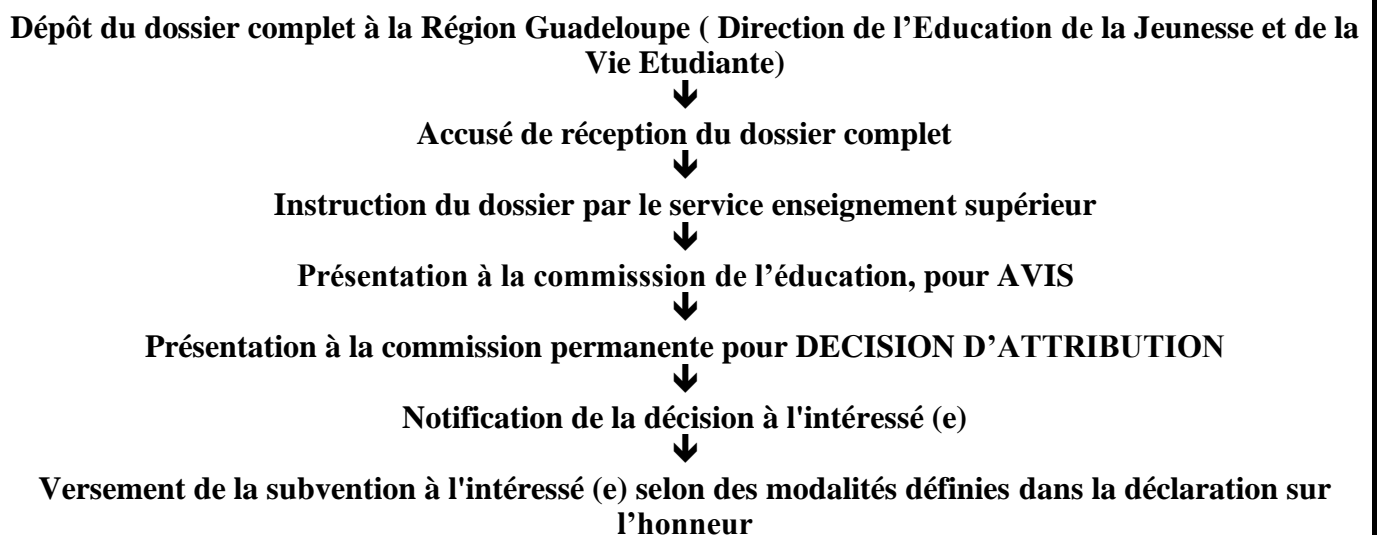 Dépôt du dossier complet à la Région Guadeloupe ( Direction de l’Education de la Jeunesse et de la
Vie Etudiante)
🡻
Accusé de réception du dossier complet
🡻
Instruction du dossier par le service enseignement supérieur
🡻
Présentation à la commisssion de l’éducation, pour AVIS
🡻
Présentation à la commission permanente pour DECISION D’ATTRIBUTION
🡻
Notification de la décision à l'intéressé (e)
🡻
Versement de la subvention à l'intéressé (e) selon des modalités définies dans la déclaration sur
l’honneur